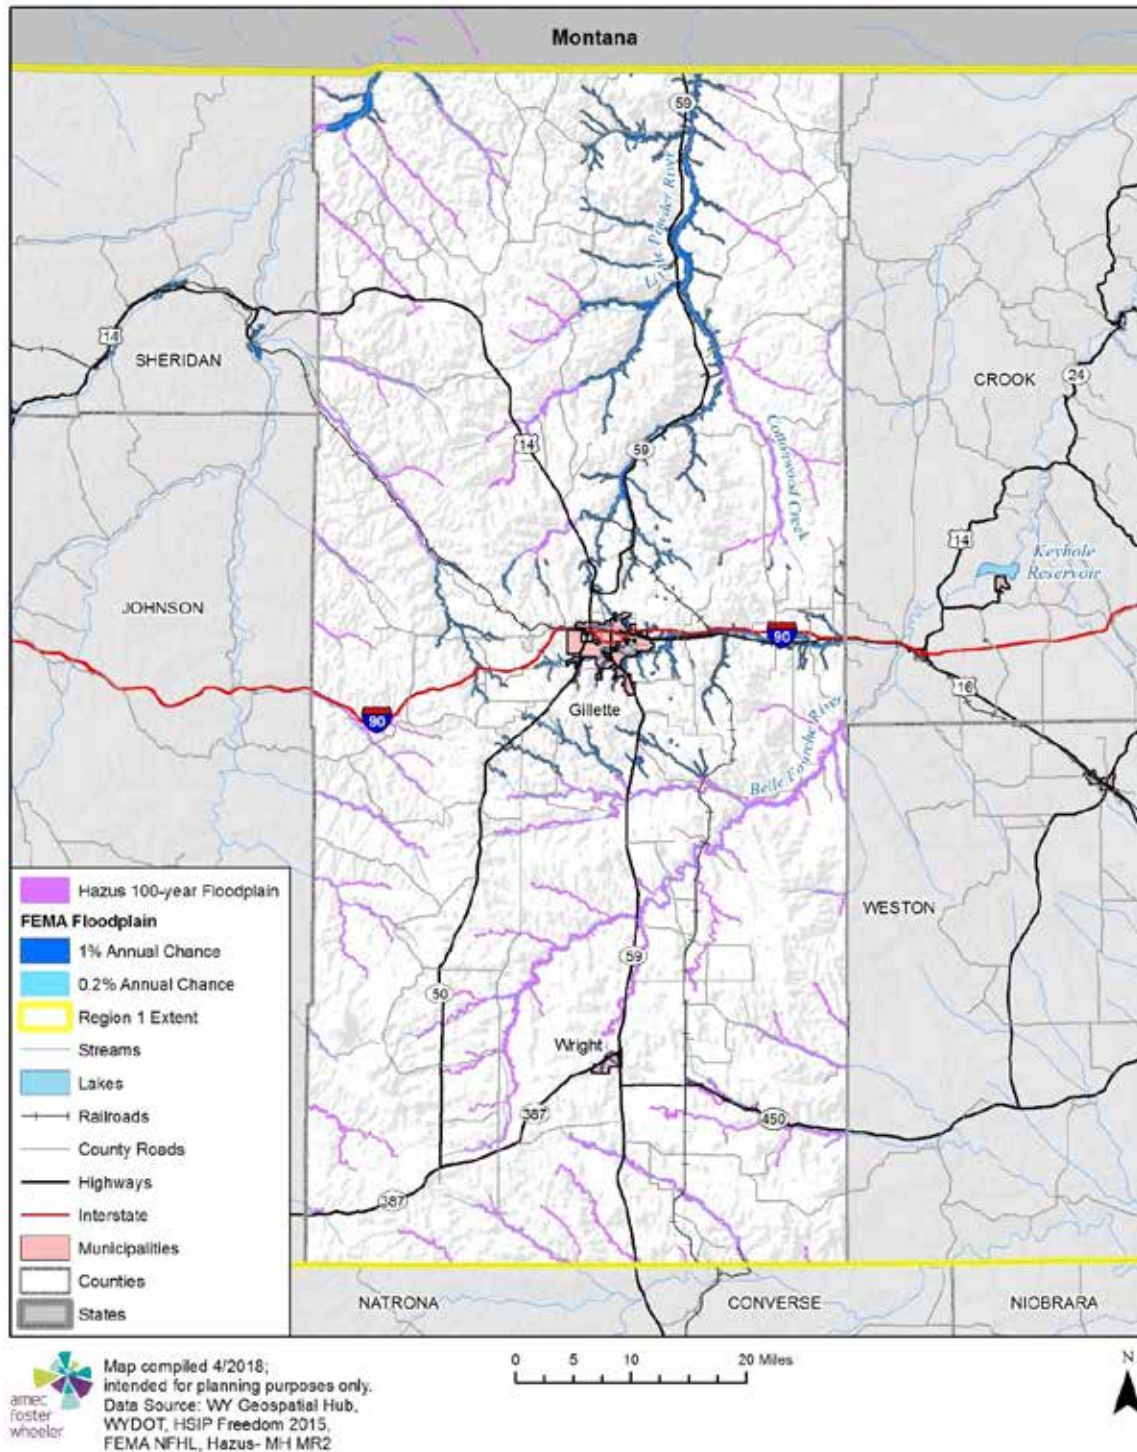 Montana
59
Little Powder River
14
SHERIDAN
CROOK
24
14
59
Cottonwood Creek
14
Keyhole
Reservoir
JOHNSON
90
16
90
Gillette
Belle Fourche River
WESTON
59
50
Wright
387
450
387
NATRONA
CONVERSE
NIOBRARA
Hazus 100-year Floodplain
FEMA Floodplain
1% Annual Chance
0.2% Annual Chance
Region 1 Extent
Streams
Lakes
Railroads
County Roads
Highways
Interstate
Municipalities
Counties
States
amec
foster
wheeler
Map compiled 4/2018;
intended for planning purposes only.
Data Source: WY Geospatial Hub,
WYDOT, HSIP Freedom 2015,
FEMA NFHL, Hazus- MH MR2
0 5 10 20 Miles
N